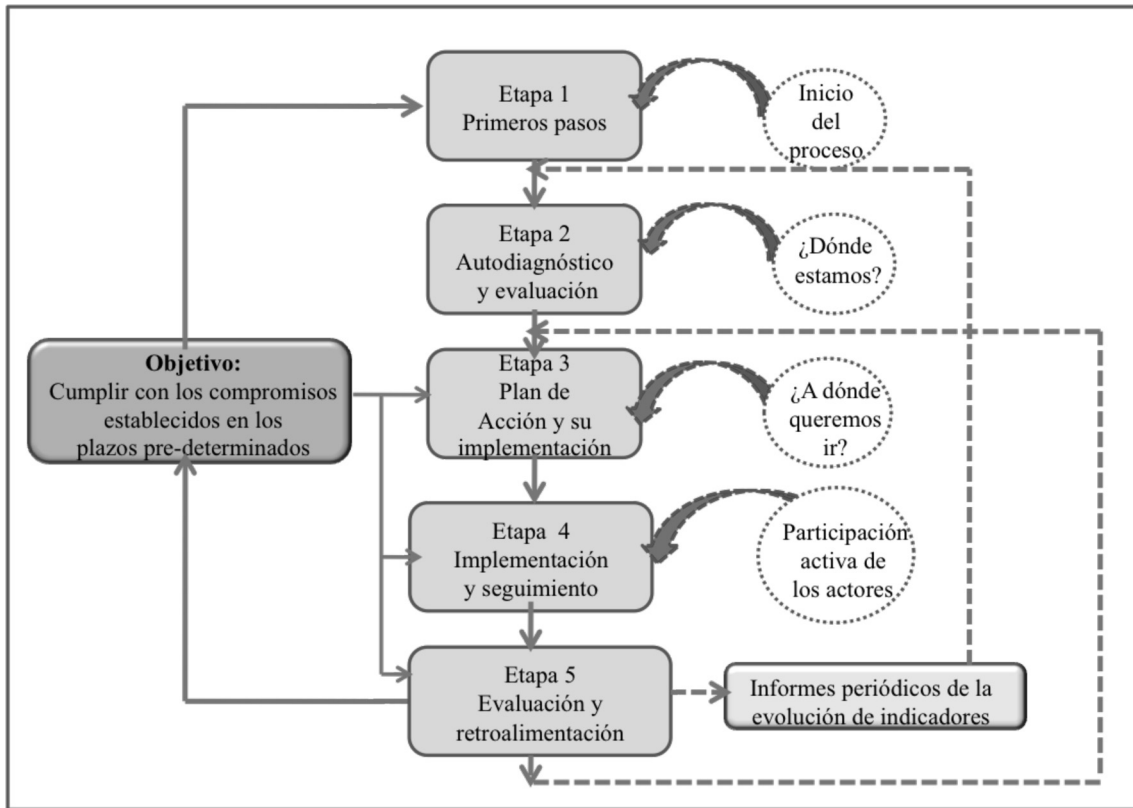 Etapa 1
Primeros pasos
Inicio
del
proceso
Etapa 2
Autodiagnóstico
y evaluación
¿Dónde
estamos?
Objetivo:
Cumplir con los compromisos
establecidos en los
plazos pre-determinados
Etapa 3
Plan de
Acción y su
implementación
¿A dónde
queremos
ir?
Etapa 4
Implementación
y seguimiento
Participación
activa de
los actores
Etapa 5
Evaluación y
retroalimentación
Informes periódicos de la
evolución de indicadores